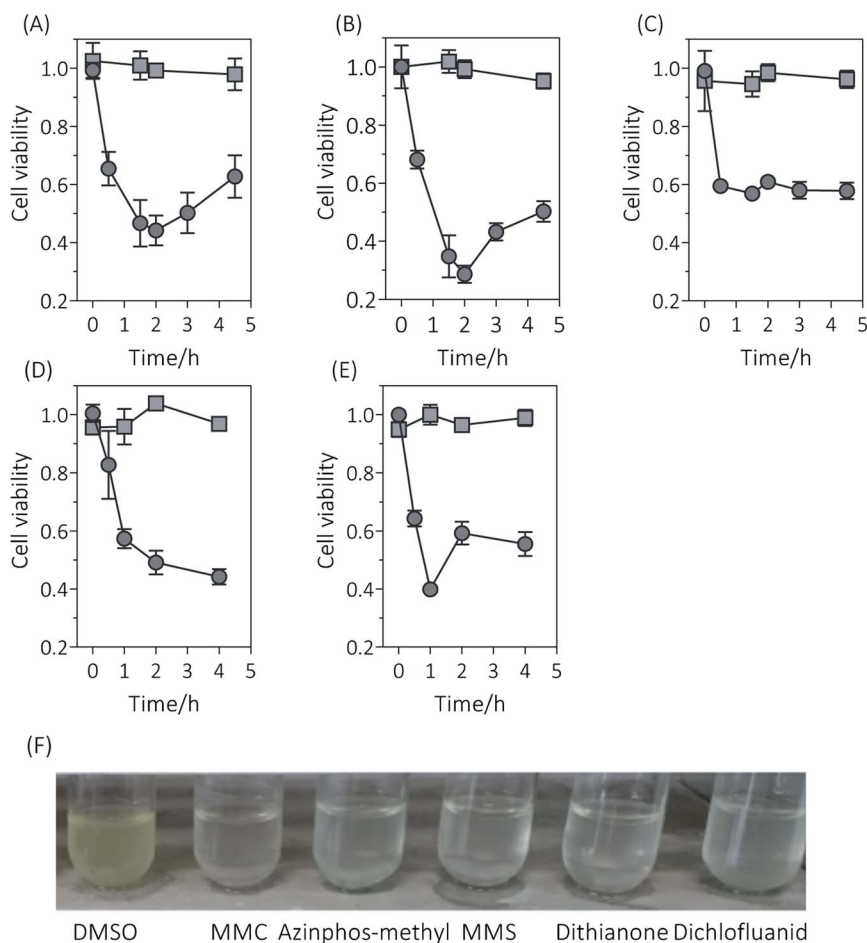 (A) (B) (C)
1.0 1.0 1.0
0.8 0.8 0.8
0.6 0.6 0.6
0.4 0.4 0.4
0.2 0.2 0.2
Cell viability Cell viability Cell viability
0 1 2 3 4 5 0 1 2 3 4 5 0 1 2 3 4 5
Time/h Time/h Time/h
(D) (E)
1.0 1.0
0.8 0.8
0.6 0.6
0.4 0.4
0.2 0.2
Cell viability Cell viability
0 1 2 3 4 5 0 1 2 3 4 5
Time/h Time/h
(F)
DMSO MMC Azinphos-methyl MMS Dithianone Dichlofluanid